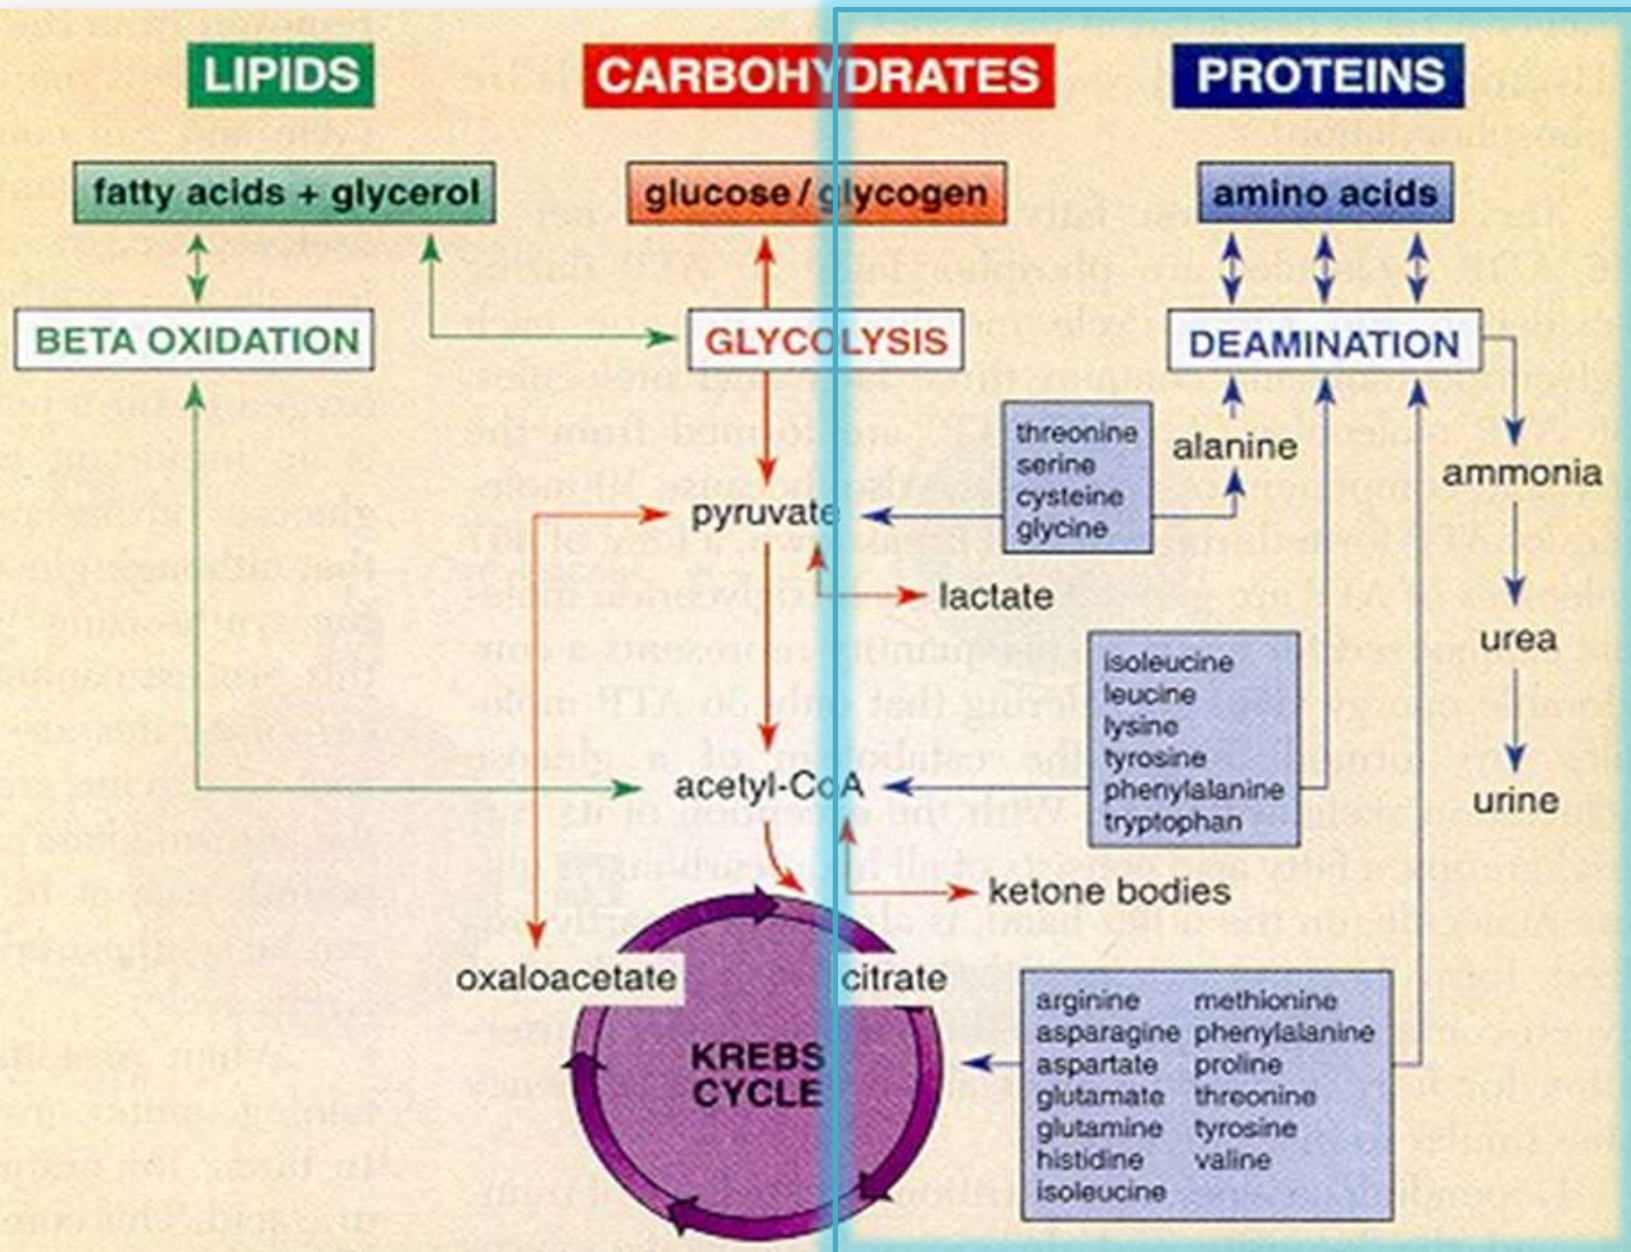 LIPIDS
CARBOHYDRATES
PROTEINS
fatty acids + glycerol
glucose / glycogen
amino acids
BETA OXIDATION
GLYCOLYSIS
DEAMINATION
threonine
serine
cysteine
glycine
alanine
ammonia
pyruvate
lactate
urea
isoleucine
leucine
lysine
tyrosine
phenylalanine
tryptophan
acetyl-CoA
urine
ketone bodies
oxaloacetate
citrate
KREBS
CYCLE
arginine methionine
asparagine phenylalanine
aspartate proline
glutamate threonine
glutamine tyrosine
histidine valine
isoleucine